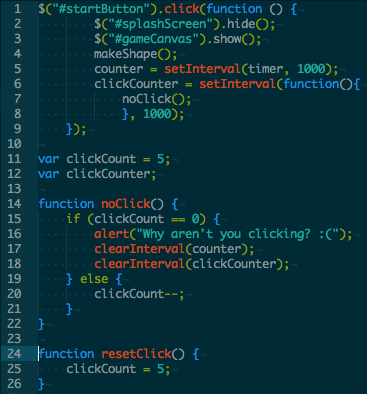 1 $("#startButton").click(function () {
2 $("#splashScreen").hide();
3 $("#gameCanvas").show();
4 makeShape();
5 counter = setInterval(timer, 1000);
6 clickCounter = setInterval(function(){
7 noClick();
8 }, 1000);
9 });
10
11 var clickCount = 5;
12 var clickCounter;
13
14 function noClick() {
15 if (clickCount == 0) {
16 alert("Why aren't you clicking? :(");
17 clearInterval(counter);
18 clearInterval(clickCounter);
19 } else {
20 clickCount--;
21 }
22 }
23
24 function resetClick() {
25 clickCount = 5;
26 }